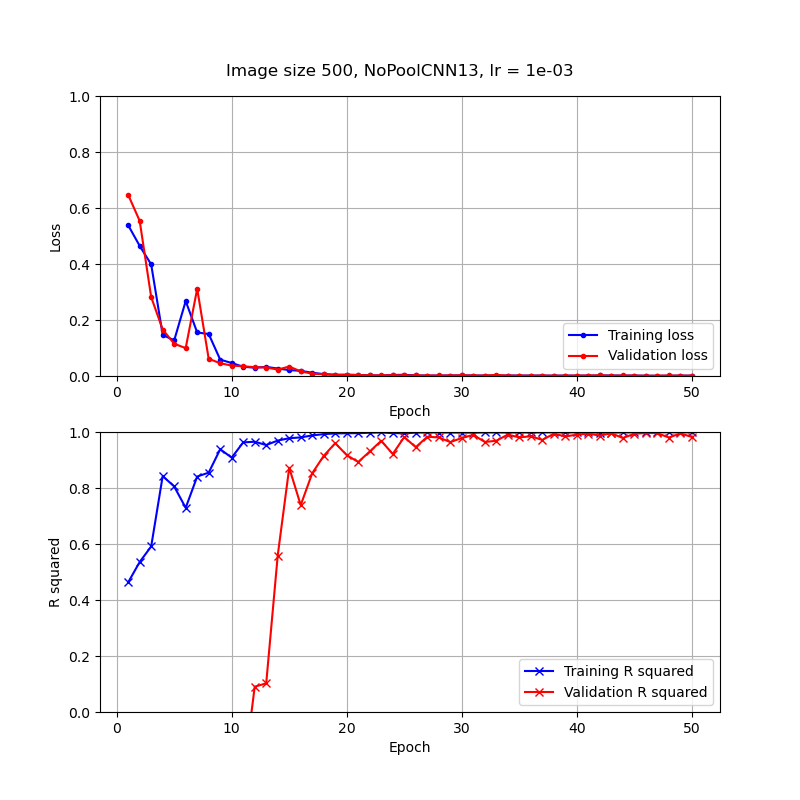 Image size 500, NoPoolCNN13, lr = 1e-03
1.0
0.8
0.6
0.4
0.2
0.0
Loss
Training loss
Validation loss
0 10 20 30 40 50
Epoch
1.0
0.8
0.6
0.4
0.2
0.0
R squared
Training R squared
Validation R squared
0 10 20 30 40 50
Epoch